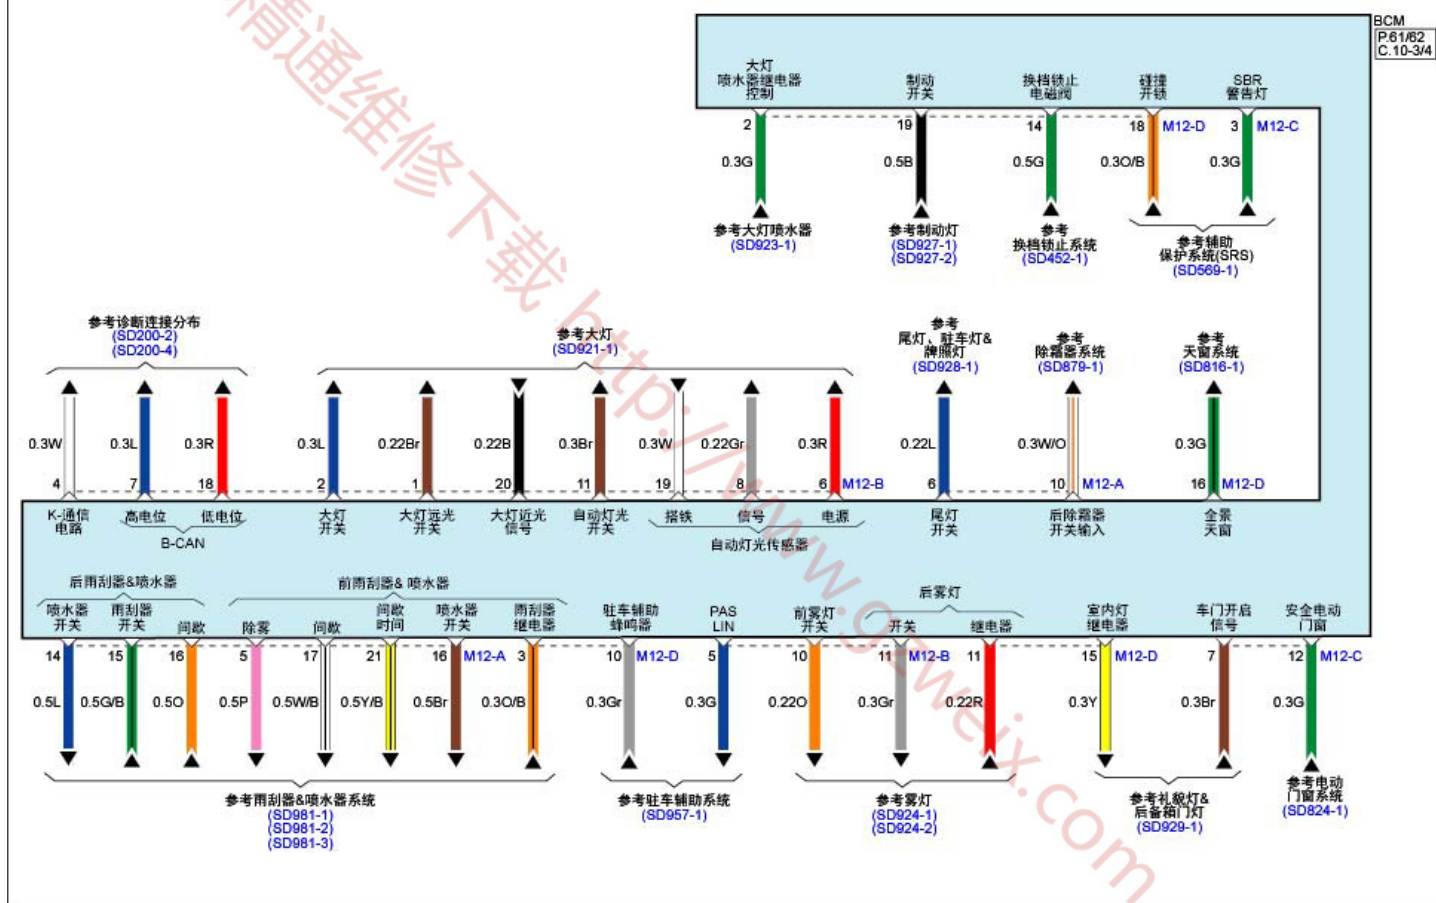 BCM
P.61/62
C.10-3/4
大灯
喷水器继电器
控制
制动
开关
换档锁止
电磁阀
碰撞
开锁
SBR
警告灯
2 19 14 18 M12-D 3 M12-C
0.3G 0.5B 0.5G 0.3O/B 0.3G
参考大灯喷水器
(SD923-1)
参考制动灯
(SD927-1)
(SD927-2)
参考
换档锁止系统
(SD452-1)
参考辅助
保护系统(SRS)
(SD569-1)
参考诊断连接分布
(SD200-2)
(SD200-4)
参考大灯
(SD921-1)
参考
尾灯、驻车灯&
牌照灯
(SD928-1)
参考
除霜器系统
(SD879-1)
参考
天窗系统
(SD816-1)
0.3W 0.3L 0.3R 0.3L 0.22Br 0.22B 0.3Br 0.3W 0.22Gr 0.3R 0.22L 0.3W/O 0.3G
4 7 18 2 1 20 11 19 8 6 M12-B 6 10 M12-A 16 M12-D
K-通信
电路
高电位
低电位
B-CAN
大灯
开关
大灯远光
开关
大灯近光
信号
自动灯光
开关
搭铁
信号
电源
自动灯光传感器
尾灯
开关
后除霜器
开关输入
全景
天窗
后雨刮器&喷水器
喷水器
开关
雨刮器
开关
间歇
前雨刮器& 喷水器
除雾
间歇
间歇
时间
喷水器
开关
雨刮器
继电器
驻车辅助
蜂鸣器
PAS
LIN
前雾灯
开关
后雾灯
开关
继电器
室内灯
继电器
车门开启
信号
安全电动
门窗
14 15 16 5 17 21 16 M12-A 3 10 M12-D 5 10 11 M12-B 11 15 M12-D 7 12 M12-C
0.5L 0.5G/B 0.5O 0.5P 0.5W/B 0.5Y/B 0.5Br 0.3O/B 0.3Gr 0.3G 0.22O 0.3Gr 0.22R 0.3Y 0.3Br 0.3G
参考雨刮器&喷水器系统
(SD981-1)
(SD981-2)
(SD981-3)
参考驻车辅助系统
(SD957-1)
参考雾灯
(SD924-1)
(SD924-2)
参考礼貌灯&
后备箱门灯
(SD929-1)
参考电动
门窗系统
(SD824-1)
精通维修下载 http://www.gzweix.com